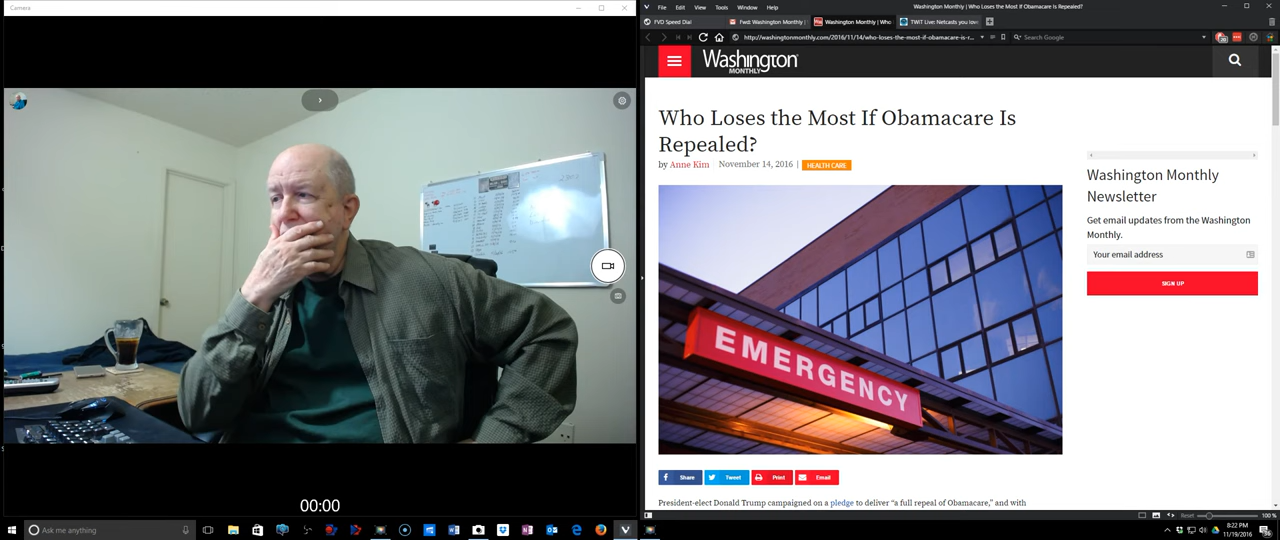 Camera
00:00
File Edit View Tools Window Help
Washington Monthly | Who Loses the Most If Obamacare Is Repealed?
FVD Speed Dial
Fwd: Washington Monthly |
Washington Monthly | Who
TWiT Live: Netcasts you love
http://washingtonmonthly.com/2016/11/14/who-loses-the-most-if-obamacare-is-r...
Search Google
Washington
MONTHLY
Who Loses the Most If Obamacare Is
Repealed?
by Anne Kim November 14, 2016 | HEALTH CARE
EMERGENCY
Share Tweet Print Email
President-elect Donald Trump campaigned on a pledge to deliver “a full repeal of Obamacare,” and with
Washington Monthly
Newsletter
Get email updates from the Washington
Monthly.
Your email address
SIGN UP
Reset
100 %
Ask me anything
8:22 PM
11/19/2016